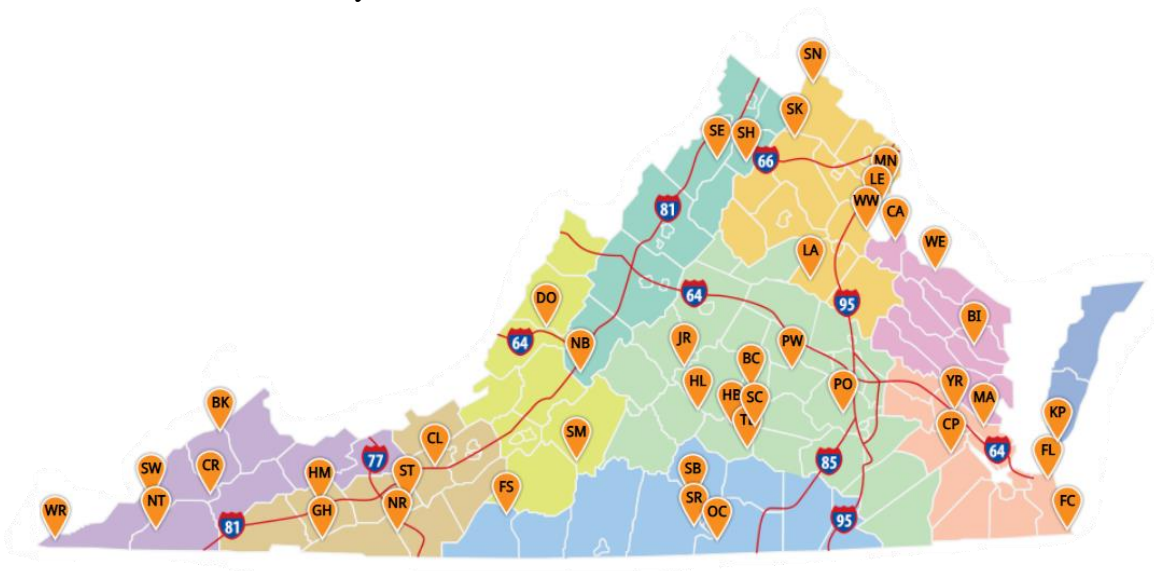 SN
SK
SE SH
66 MN
LE
WW CA
81
WE
LA
64 95
DO BI
64 NB JR PW
BC
HL HB SC PO YR MA
BK KP
CL SM CP
77 85 64 FL
SW CR HM ST SB
WR NT GH NR FS SR OC FC
81 95